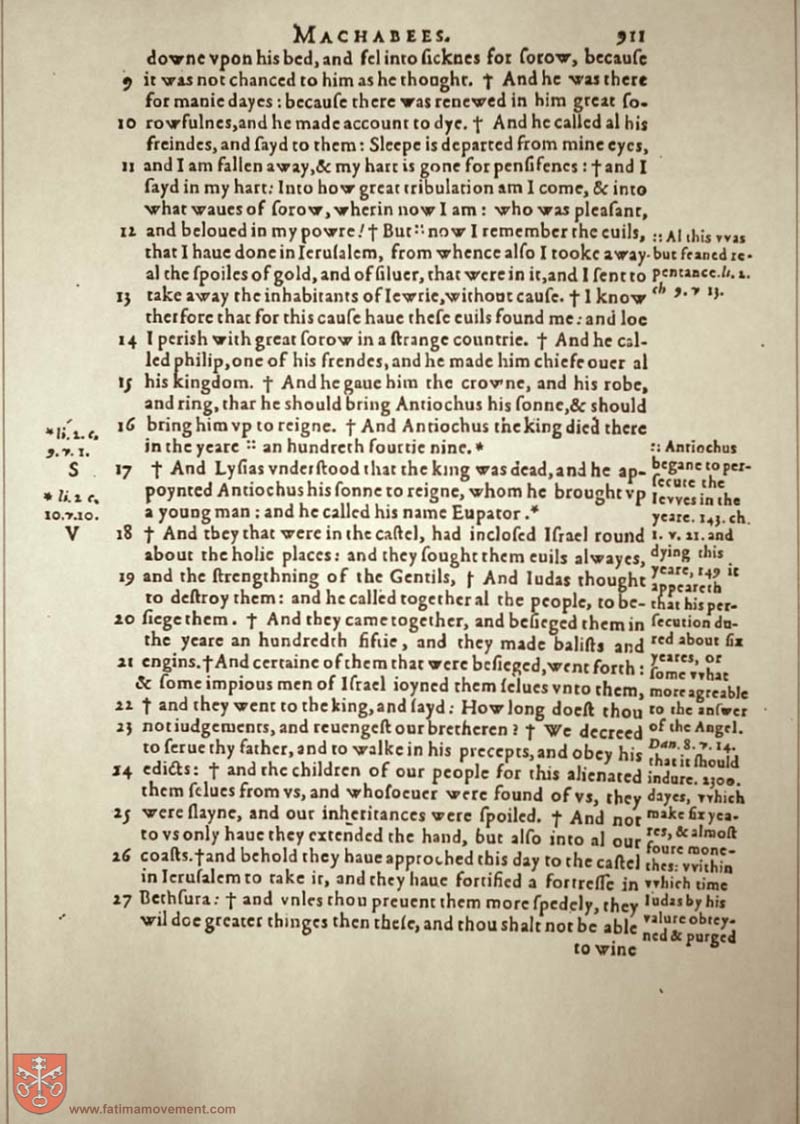 MACHABEES. 911
downe vpon his bed, and fel into ſicknes for ſorow, becauſe
9 it was not chanced to him as he thought. † And he was there
for manie dayes: becauſe there was renewed in him great ſo-
10 rowfulnes, and he made account to dye. † And he called al his
freindes, and ſayd to them: Sleepe is departed from mine eyes,
11 and I am fallen away, & my hart is gone for penſifenes: † and I
ſayd in my hart: Into how great tribulation am I come, & into
what waues of ſorow, wherin now I am: who was pleaſant,
12 and beloued in my powre! † But :: now I remember the euils,
that I haue done in Ieruſalem, from whence alſo I tooke away
al the ſpoiles of gold, and of ſiluer, that were in it, and I ſent to
13 take away the inhabitants of Iewrie, without cauſe. † I know
therfore that for this cauſe haue theſe euils found me: and loe
14 I perish with great ſorow in a ſtrange countrie. † And he cal-
led philip, one of his frendes, and he made him chiefe ouer al
15 his kingdom. † And he gaue him the crowne, and his robe,
and ring, thar he should bring Antiochus his ſonne, & should
16 bring him vp to reigne. † And Antiochus the king died there
in the yeare :: an hundreth fourtie nine. *
17 † And Lyſias vnderſtood that the king was dead, and he ap-
poynted Antiochus his ſonne to reigne, whom he brought vp
a young man: and he called his name Eupator. *
18 † And tbey that were in the caſtel, had incloſed Iſrael round
about the holie places: and they ſought them euils alwayes,
19 and the ſtrengthning of the Gentils, † And Iudas thought
to deſtroy them: and he called together al the people, to be-
20 ſiege them. † And they came together, and beſieged them in
the yeare an hundredth fiftie, and they made baliſts and
21 engins. † And certaine of them that were beſieged, went forth:
& ſome impious men of Iſrael ioyned them ſelues vnto them,
22 † and they went to the king, and ſayd: How long doeſt thou
23 not iudgements, and reuengeſt our bretheren? † We decreed
to ſerue thy father, and to walke in his precepts, and obey his
24 edicts: † and the children of our people for this alienated
them ſelues from vs, and whoſoeuer were found of vs, they
25 were ſlayne, and our inheritances were ſpoiled. † And not
to vs only haue they extended the hand, but alſo into al our
26 coaſts. † and behold they haue approched this day to the caſtel
in Ieruſalem to take it, and they haue fortified a fortreſſe in
27 Bethſura: † and vnles thou preuent them more ſpedely, they
wil doe greater thinges then theſe, and thou shalt not be able
to wine
* li. 2. c.
9. v. 1.
S
* li. 2 c.
10. v. 10.
V
:: Al this vvas
but feaned re-
pentance. li. 2.
ch 9. v 13.
:: Antiochus
begane to per-
ſecute the
Ievves in the
yeare. 143. ch.
1. v. 21. and
dying this
yeare, 149 it
appeareth
that his per-
ſecution du-
red about ſix
yeares, or
ſome vvhat
more agreable
to the anſwer
of the Angel.
Dan. 8. v. 14.
that it ſhould
indure. 2300.
dayes, vvhich
make ſix yea-
res, & almoſt
foure mone-
thes: vvithin
vvhich time
Iudas by his
valure obtey-
ned & purged
www.fatimamovement.com